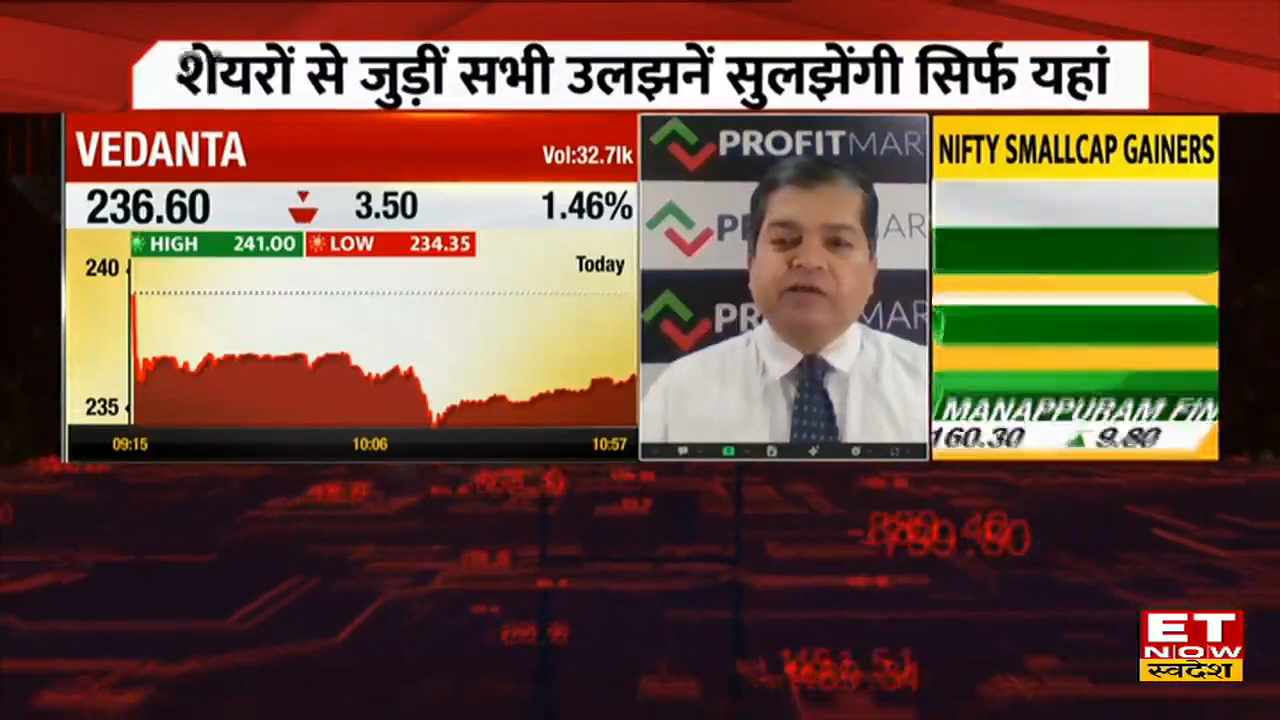 शेयरों से जुड़ीं सभी उलझनें सुलझेंगी सिर्फ यहां
VEDANTA
Vol:32.7lk
236.60 3.50 1.46%
HIGH 241.00 LOW 234.35
Today
240
235
09:15 10:06 10:57
PROFITMAR
PROFITMAR
NIFTY SMALLCAP GAINERS
MANAPPURAM FIN
160.30 9.80
ET
NOW
स्वदेश